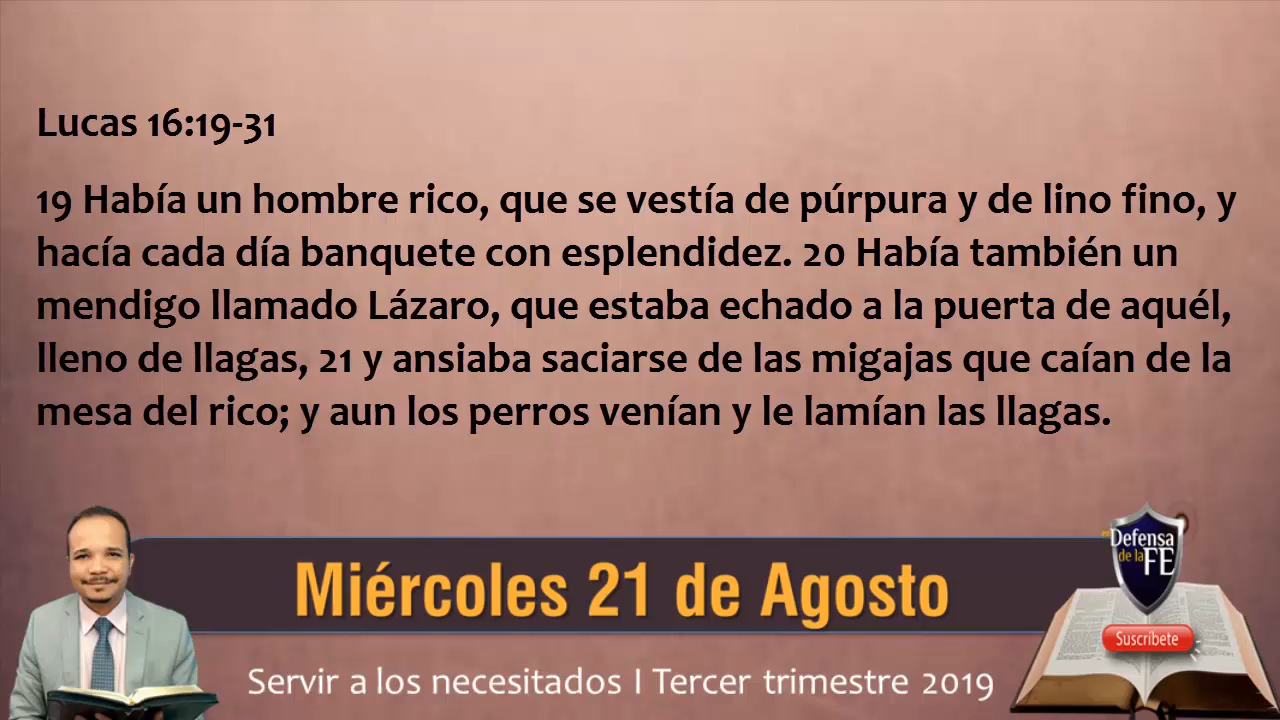 Lucas 16:19-31
19 Había un hombre rico, que se vestía de púrpura y de lino fino, y
hacía cada día banquete con esplendidez. 20 Había también un
mendigo llamado Lázaro, que estaba echado a la puerta de aquél,
lleno de llagas, 21 y ansiaba saciarse de las migajas que caían de la
mesa del rico; y aun los perros venían y le lamían las llagas.
en Defensa
de la FE
Miércoles 21 de Agosto
Suscríbete
Servir a los necesitados I Tercer trimestre 2019